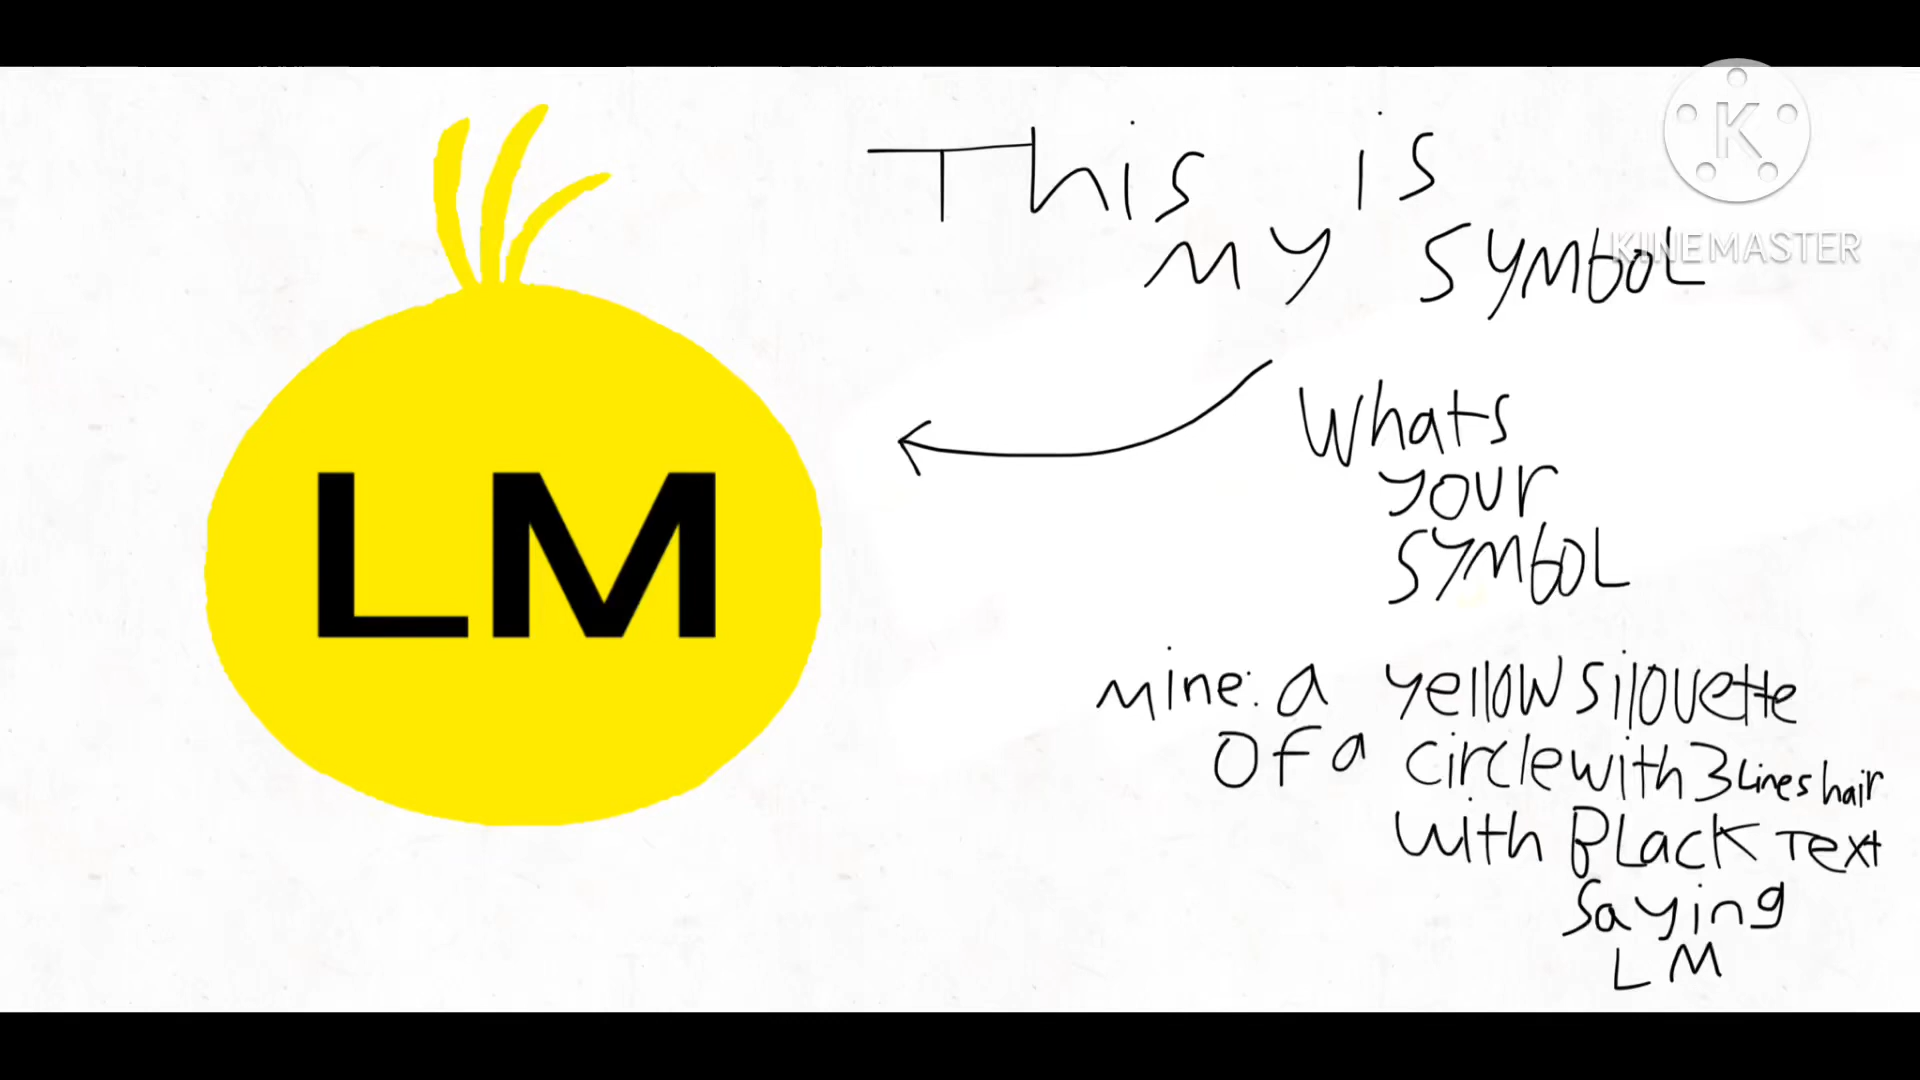 LM
This is
my symbol
Whats
your
symbol
mine: a yellow silouette
of a circle with 3 Lines hair
with Black Text
saying
LM
K
KINEMASTER